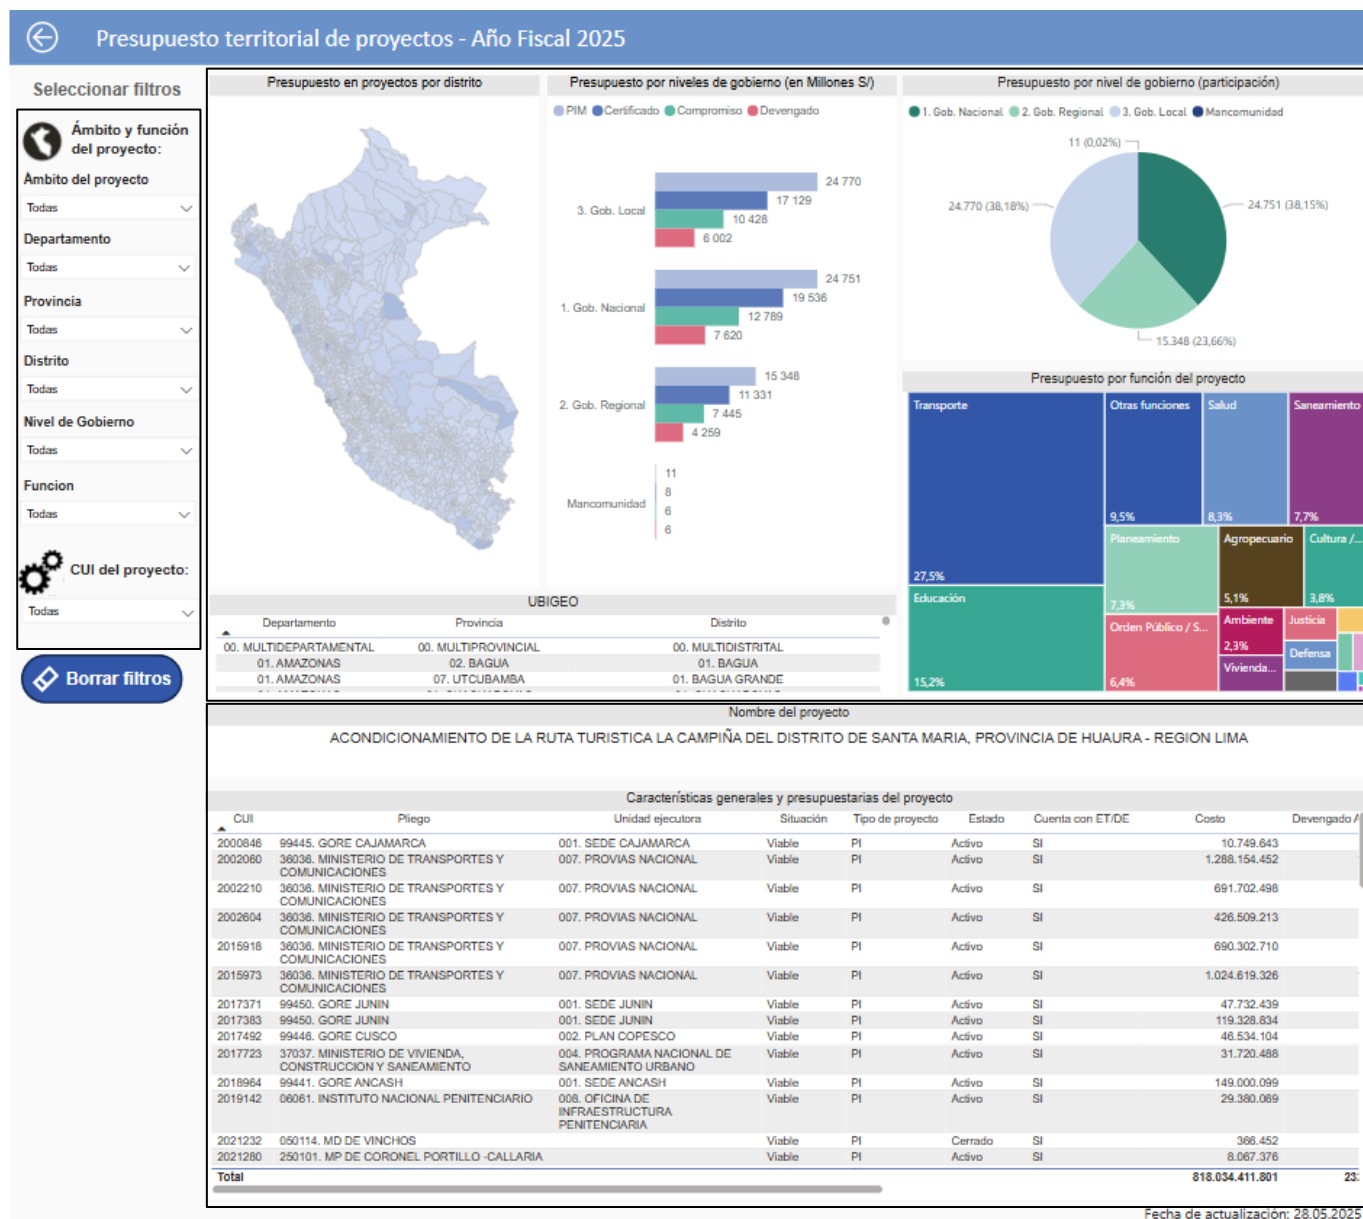 Presupuesto territorial de proyectos - Año Fiscal 2025
Seleccionar filtros
Ámbito y función
del proyecto:
Ámbito del proyecto
Todas
Departamento
Todas
Provincia
Todas
Distrito
Todas
Nivel de Gobierno
Todas
Funcion
Todas
CUI del proyecto:
Todas
Borrar filtros
Presupuesto en proyectos por distrito
Presupuesto por niveles de gobierno (en Millones S/)
PIM Certificado Compromiso Devengado
3. Gob. Local
24 770
17 129
10 428
6 002
1. Gob. Nacional
24 751
19 536
12 789
7 620
2. Gob. Regional
15 348
11 331
7 445
4 259
Mancomunidad
11
8
6
6
Presupuesto por nivel de gobierno (participación)
1. Gob. Nacional 2. Gob. Regional 3. Gob. Local Mancomunidad
11 (0,02%)
24.770 (38,18%)
24.751 (38,15%)
15.348 (23,66%)
Presupuesto por función del proyecto
Transporte
27,5%
Educación
15,2%
Otras funciones
9,5%
Salud
8,3%
Saneamiento
7,7%
Planeamiento
7,3%
Orden Público / S...
6,4%
Agropecuario
5,1%
Cultura /...
3,8%
Ambiente
2,3%
Vivienda...
Justicia
Defensa
UBIGEO
Departamento Provincia Distrito
00. MULTIDEPARTAMENTAL 00. MULTIPROVINCIAL 00. MULTIDISTRITAL
01. AMAZONAS 02. BAGUA 01. BAGUA
01. AMAZONAS 07. UTCUBAMBA 01. BAGUA GRANDE
Nombre del proyecto
ACONDICIONAMIENTO DE LA RUTA TURISTICA LA CAMPIÑA DEL DISTRITO DE SANTA MARIA, PROVINCIA DE HUAURA - REGION LIMA
Características generales y presupuestarias del proyecto
CUI Pliego Unidad ejecutora Situación Tipo de proyecto Estado Cuenta con ET/DE Costo Devengado
2000846 99445. GORE CAJAMARCA 001. SEDE CAJAMARCA Viable PI Activo SI 10.749.643
2002060 36036. MINISTERIO DE TRANSPORTES Y 007. PROVIAS NACIONAL Viable PI Activo SI 1.288.154.452
COMUNICACIONES
2002210 36036. MINISTERIO DE TRANSPORTES Y 007. PROVIAS NACIONAL Viable PI Activo SI 691.702.498
COMUNICACIONES
2002604 36036. MINISTERIO DE TRANSPORTES Y 007. PROVIAS NACIONAL Viable PI Activo SI 426.509.213
COMUNICACIONES
2015918 36036. MINISTERIO DE TRANSPORTES Y 007. PROVIAS NACIONAL Viable PI Activo SI 690.302.710
COMUNICACIONES
2015973 36036. MINISTERIO DE TRANSPORTES Y 007. PROVIAS NACIONAL Viable PI Activo SI 1.024.619.326
COMUNICACIONES
2017371 99450. GORE JUNIN 001. SEDE JUNIN Viable PI Activo SI 47.732.439
2017383 99450. GORE JUNIN 001. SEDE JUNIN Viable PI Activo SI 119.328.834
2017492 99446. GORE CUSCO 002. PLAN COPESCO Viable PI Activo SI 46.534.104
2017723 37037. MINISTERIO DE VIVIENDA, 004. PROGRAMA NACIONAL DE Viable PI Activo SI 31.720.488
CONSTRUCCION Y SANEAMIENTO SANEAMIENTO URBANO
2018964 99441. GORE ANCASH 001. SEDE ANCASH Viable PI Activo SI 149.000.099
2019142 06061. INSTITUTO NACIONAL PENITENCIARIO 008. OFICINA DE Viable PI Activo SI 29.380.069
INFRAESTRUCTURA
PENITENCIARIA
2021232 050114. MD DE VINCHOS Viable PI Cerrado SI 366.452
2021280 250101. MP DE CORONEL PORTILLO -CALLARIA Viable PI Activo SI 8.067.376
Total 818.034.411.801
Fecha de actualización: 28.05.2025